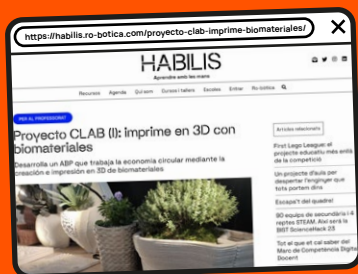 https://habilis.ro-botica.com/proyecto-clab-imprime-biomateriales/
HABILIS
Aprendre amb les mans
Recursos Agenda Qui som Cursos i tallers Escoles Entrar Ro-botica
PER AL PROFESSORAT
Proyecto CLAB (I): imprime en 3D con
biomateriales
Desarrolla un ABP que trabaja la economía circular mediante la
creación e impresión en 3D de biomateriales
Articles relacionats
First Lego League: el
projecte educatiu més enllà
de la competició
Un projecte d'aula per
despertar l'enginyer que
tots portem dins
Escapa't del quadrel
90 equips de secundària i 4
reptes STEAM. Així serà la
BIST ScienceHack 23
Tot el que et cal saber del
Marc de Competència Digital
Docent